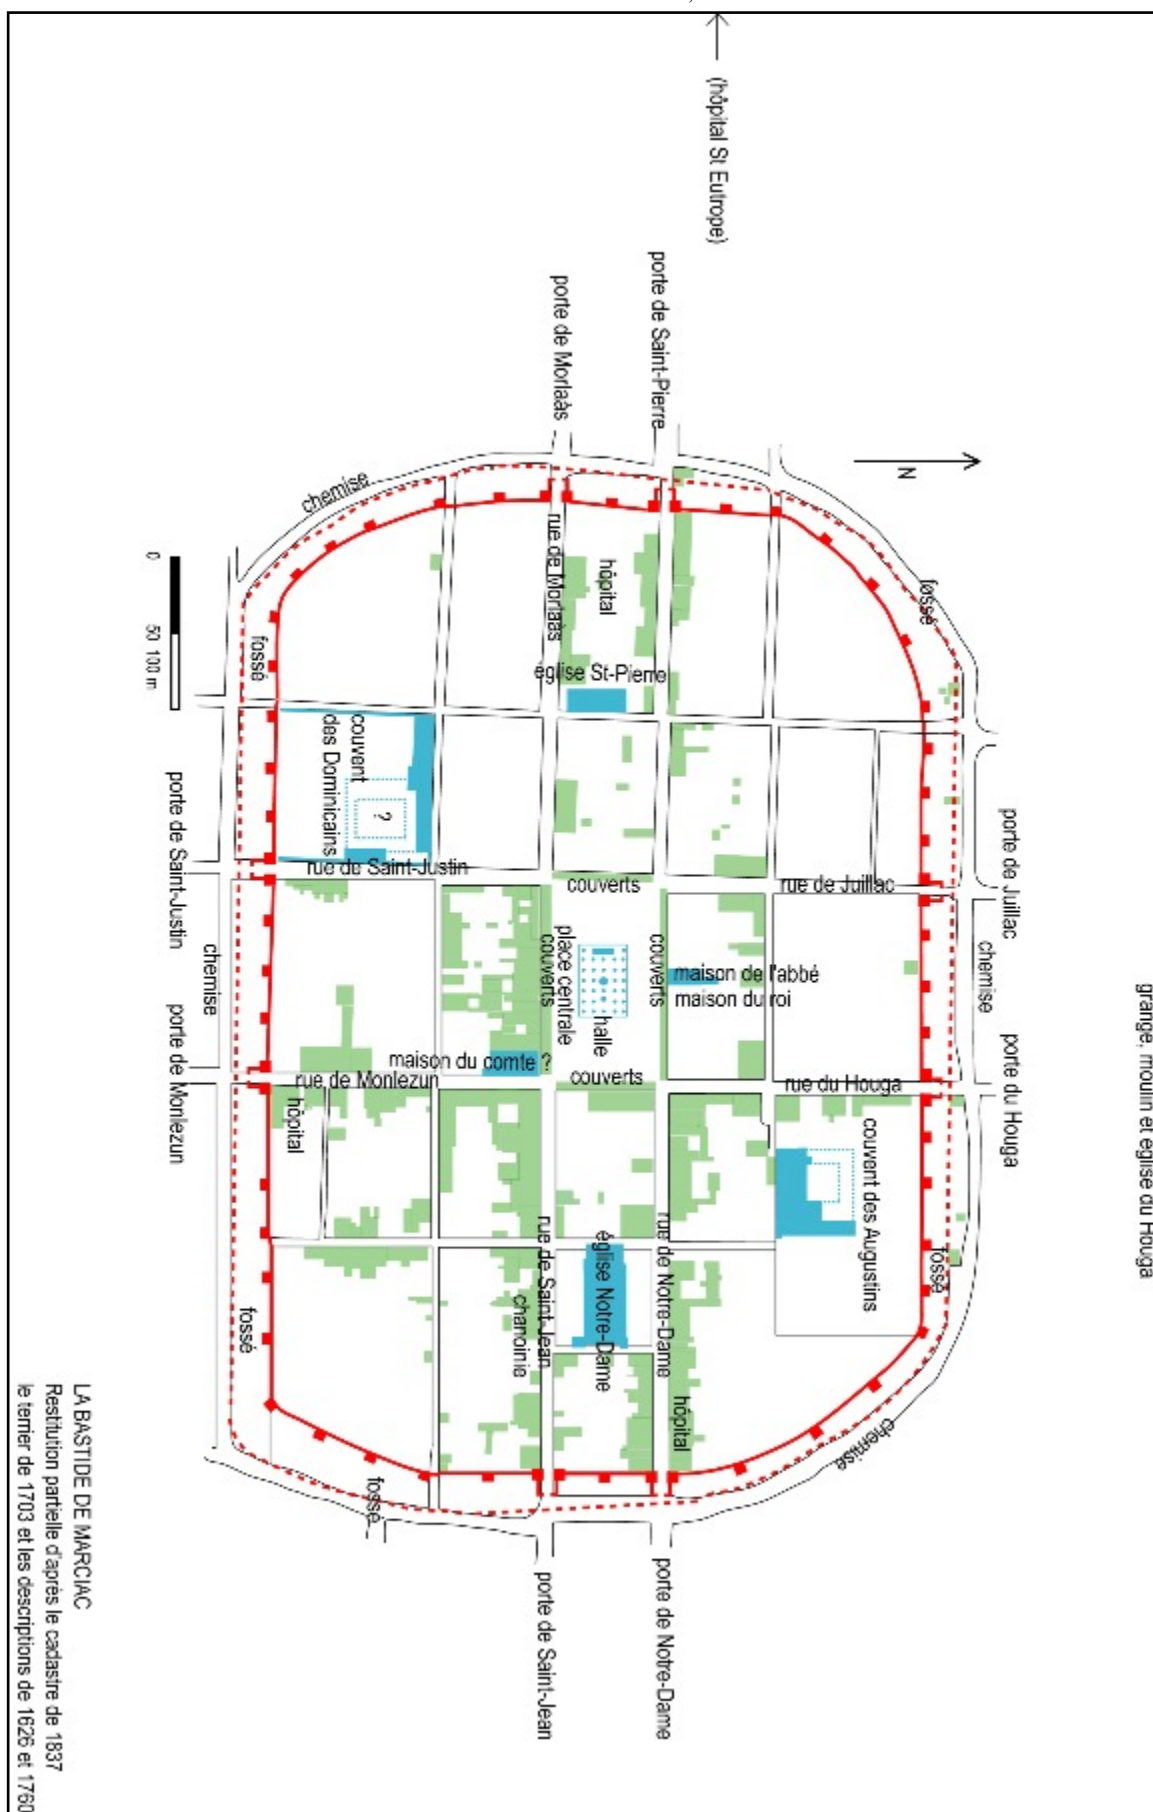 (hôpital St Eutrope)
porte de Morlaàs
porte de Saint-Pierre
N
chemise
fossé
0 50 100 m
rue de Morlaàs
hôpital
église St-Pierre
fossé
couvent
des Dominicains
?
porte de Saint-Justin
rue de Saint-Justin
couverts
rue de Juillac
porte de Juillac
chemise
place centrale
couverts
halle
couverts
maison de l'abbé
maison du roi
chemise
maison du comte ?
couverts
porte de Monlezun
rue de Monlezun
rue du Houga
porte du Houga
grange, moulin et église du Houga
hôpital
couvent des Augustins
rue de Saint-Jean
chanoinie
église Notre-Dame
rue de Notre-Dame
fossé
fossé
hôpital
chemise
fossé
porte de Saint-Jean
porte de Notre-Dame
LA BASTIDE DE MARCIAC
Restitution partielle d'après le cadastre de 1837
le terrier de 1703 et les descriptions de 1626 et 1760